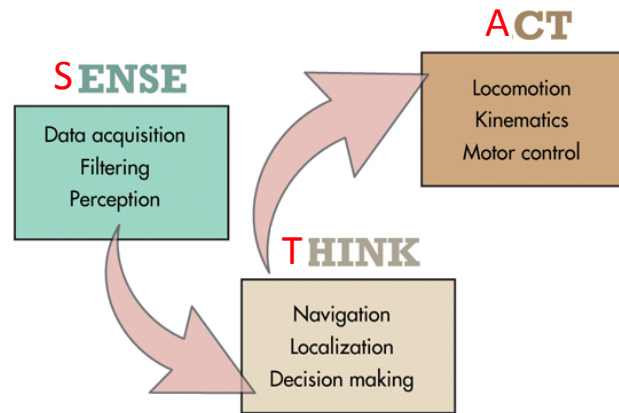 SENSE
Data acquisition
Filtering
Perception
THINK
Navigation
Localization
Decision making
ACT
Locomotion
Kinematics
Motor control